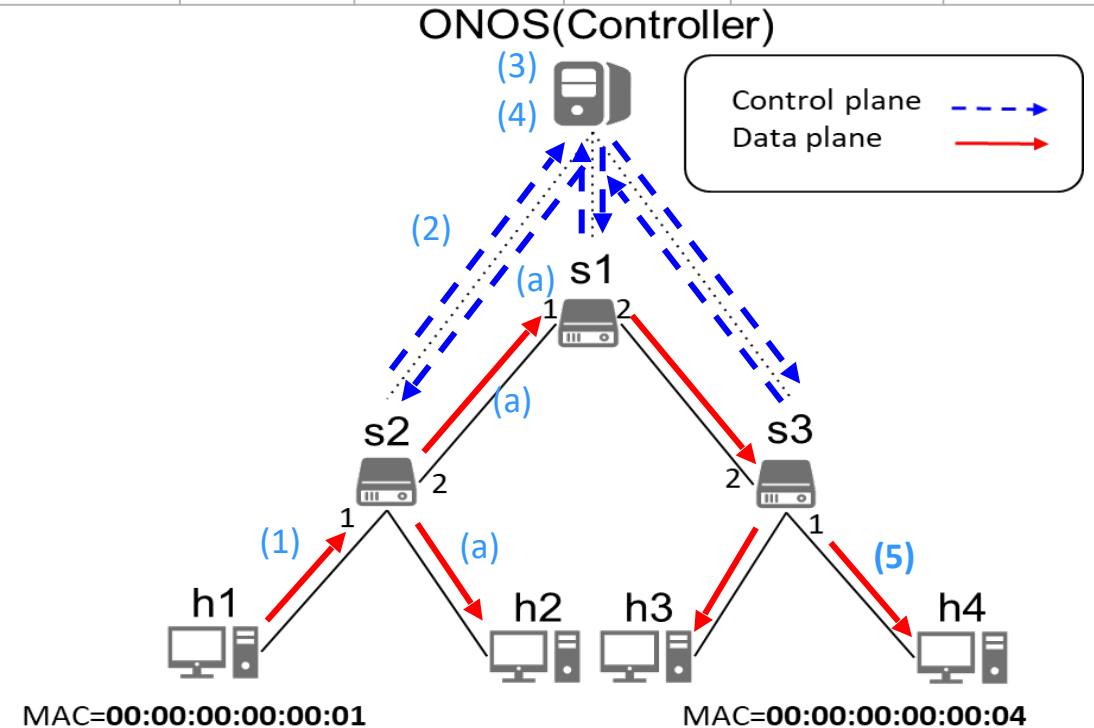 ONOS(Controller)
(3)
(4)
Control plane
Data plane
(2)
(a)
s1
1
2
(a)
s2
s3
2
2
1
1
(1)
(a)
(5)
h1
h2
h3
h4
MAC=00:00:00:00:00:01
MAC=00:00:00:00:00:04